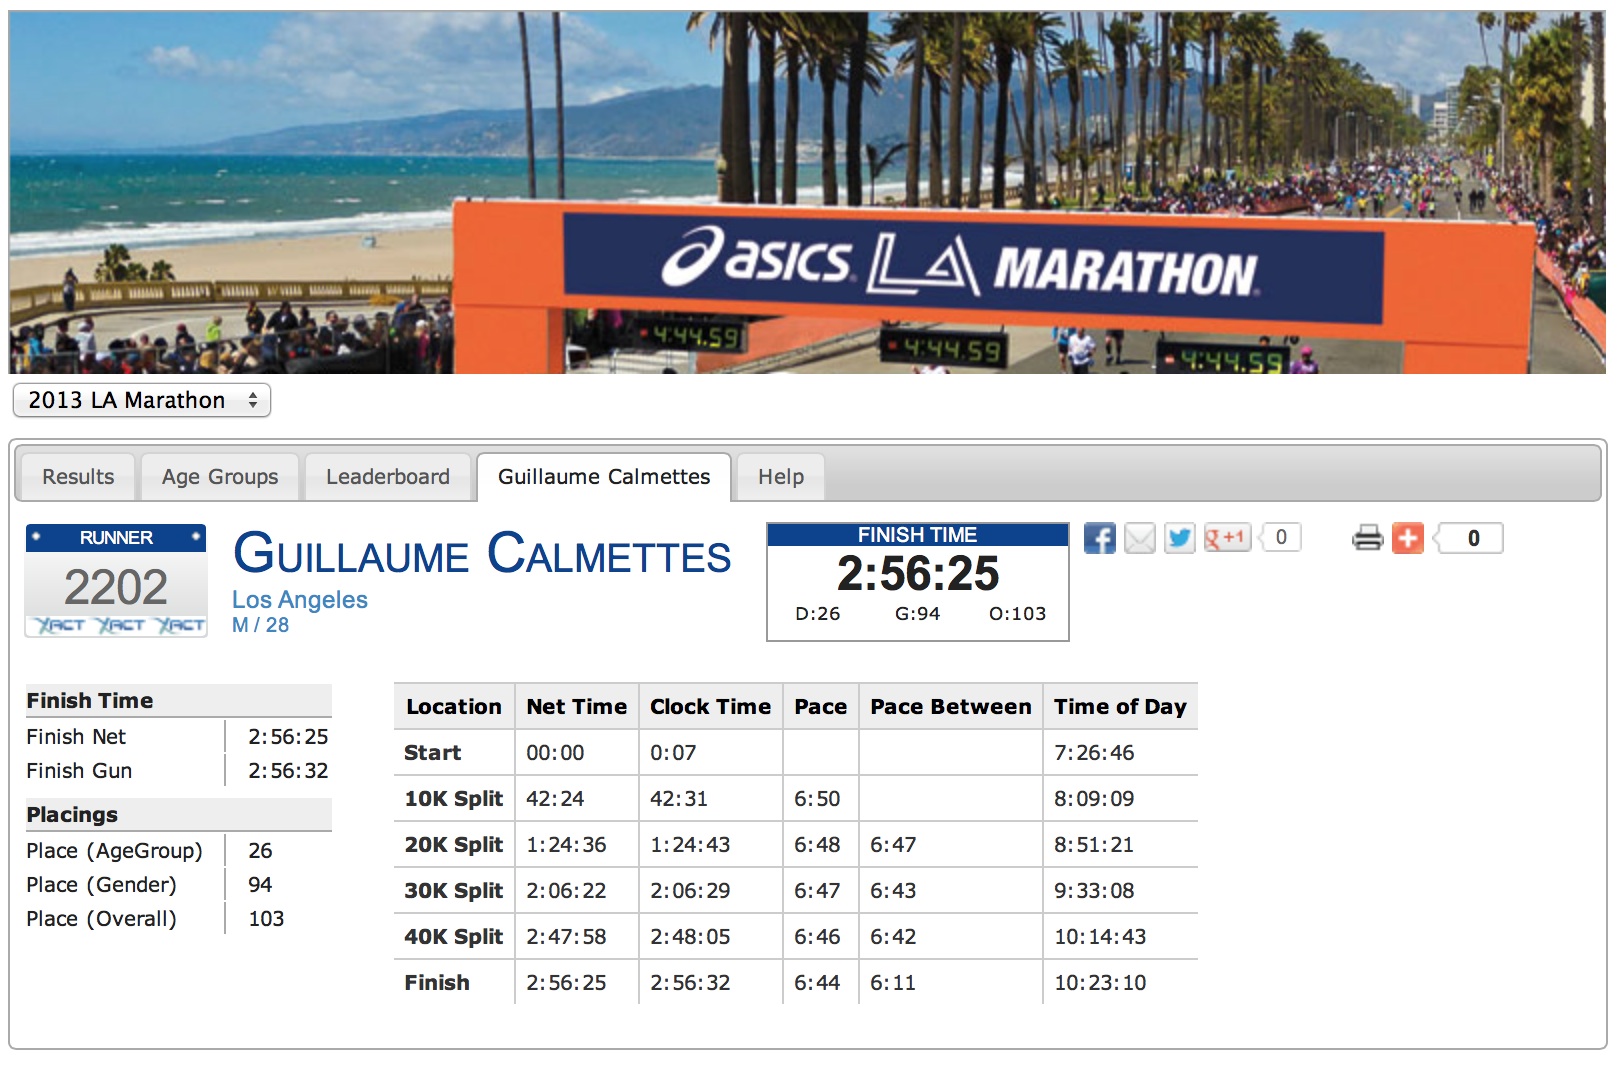 asics LA MARATHON
4:44.59
4:44.59
4:44.59
2013 LA Marathon
Results Age Groups Leaderboard Guillaume Calmettes Help
RUNNER
2202
XACT XACT XACT
GUILLAUME CALMETTES
Los Angeles
M / 28
FINISH TIME
2:56:25
D:26 G:94 O:103
g +1 0 0
Finish Time
Finish Net 2:56:25
Finish Gun 2:56:32
Placings
Place (AgeGroup) 26
Place (Gender) 94
Place (Overall) 103
Location Net Time Clock Time Pace Pace Between Time of Day
Start 00:00 0:07 7:26:46
10K Split 42:24 42:31 6:50 8:09:09
20K Split 1:24:36 1:24:43 6:48 6:47 8:51:21
30K Split 2:06:22 2:06:29 6:47 6:43 9:33:08
40K Split 2:47:58 2:48:05 6:46 6:42 10:14:43
Finish 2:56:25 2:56:32 6:44 6:11 10:23:10